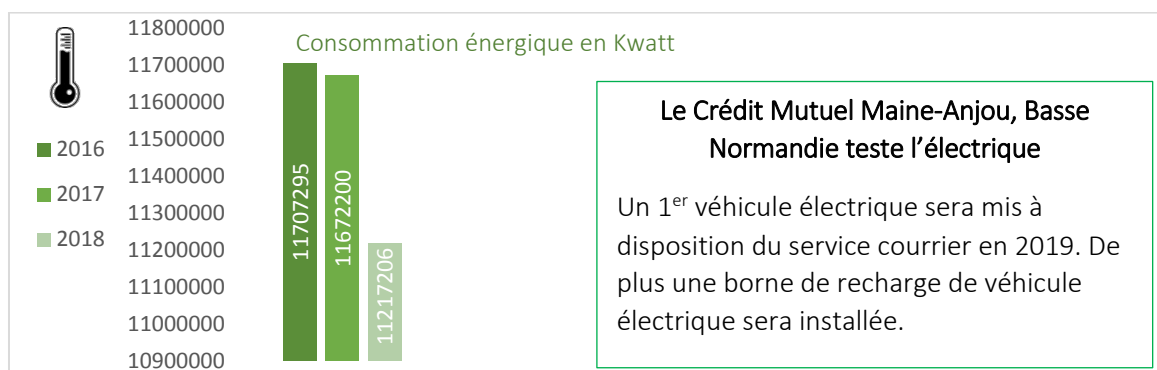 Consommation énergique en Kwatt
11800000
11700000
11600000
11500000
11400000
11300000
11200000
11100000
11000000
10900000
2016
2017
2018
11707295
11672200
11217206
Le Crédit Mutuel Maine-Anjou, Basse
Normandie teste l’électrique
Un 1er véhicule électrique sera mis à
disposition du service courrier en 2019. De
plus une borne de recharge de véhicule
électrique sera installée.